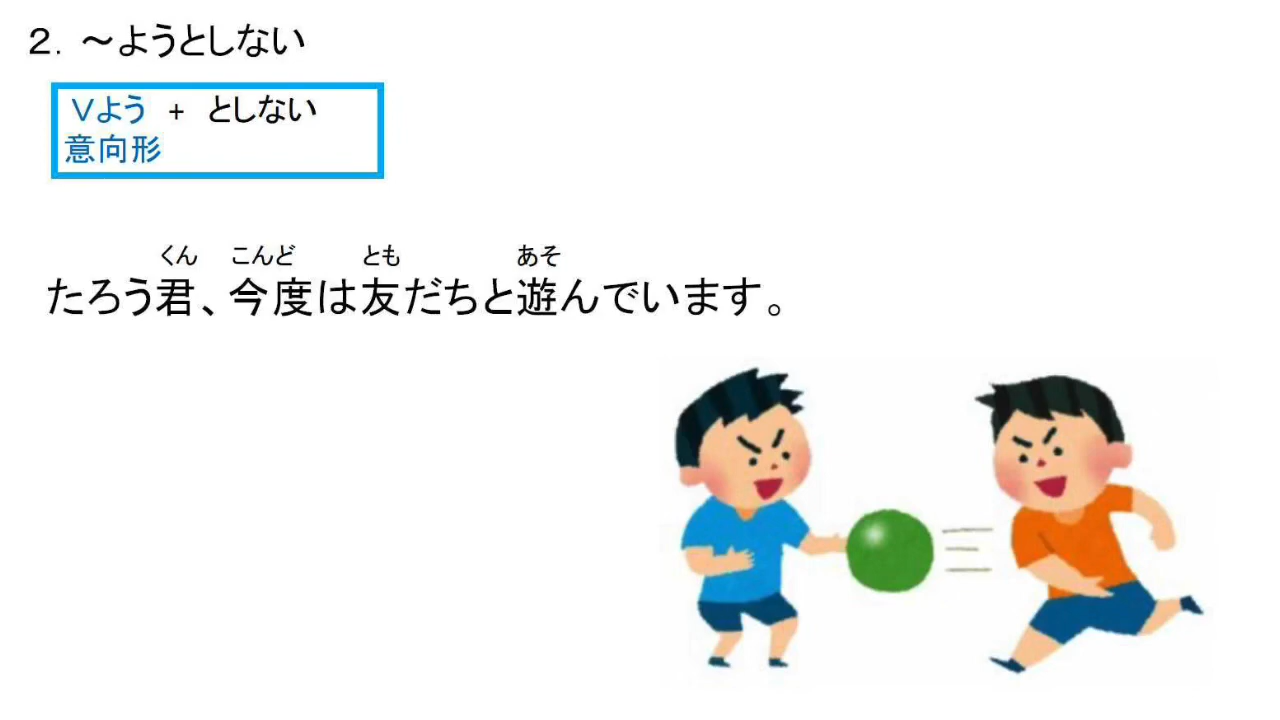 ２．～ようとしない
Ｖよう + としない
意向形
くん こんど とも あそ
たろう君、今度は友だちと遊んでいます。